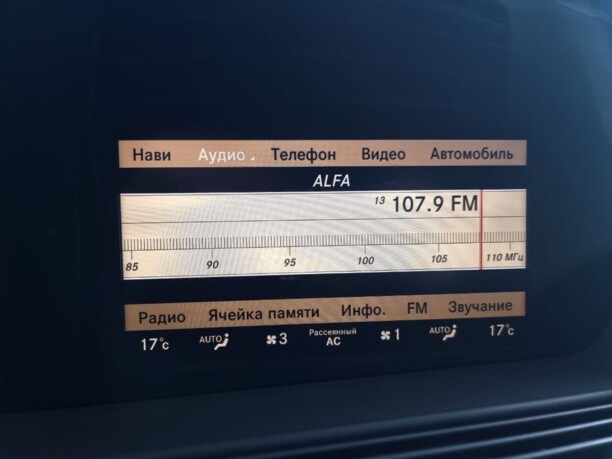 Нави Аудио Телефон Видео Автомобиль
ALFA
13 107.9 FM
85 90 95 100 105 110 МГц
Радио Ячейка памяти Инфо. FM Звучание
17°c AUTO 3 Рассеянный AC 1 AUTO 17°c